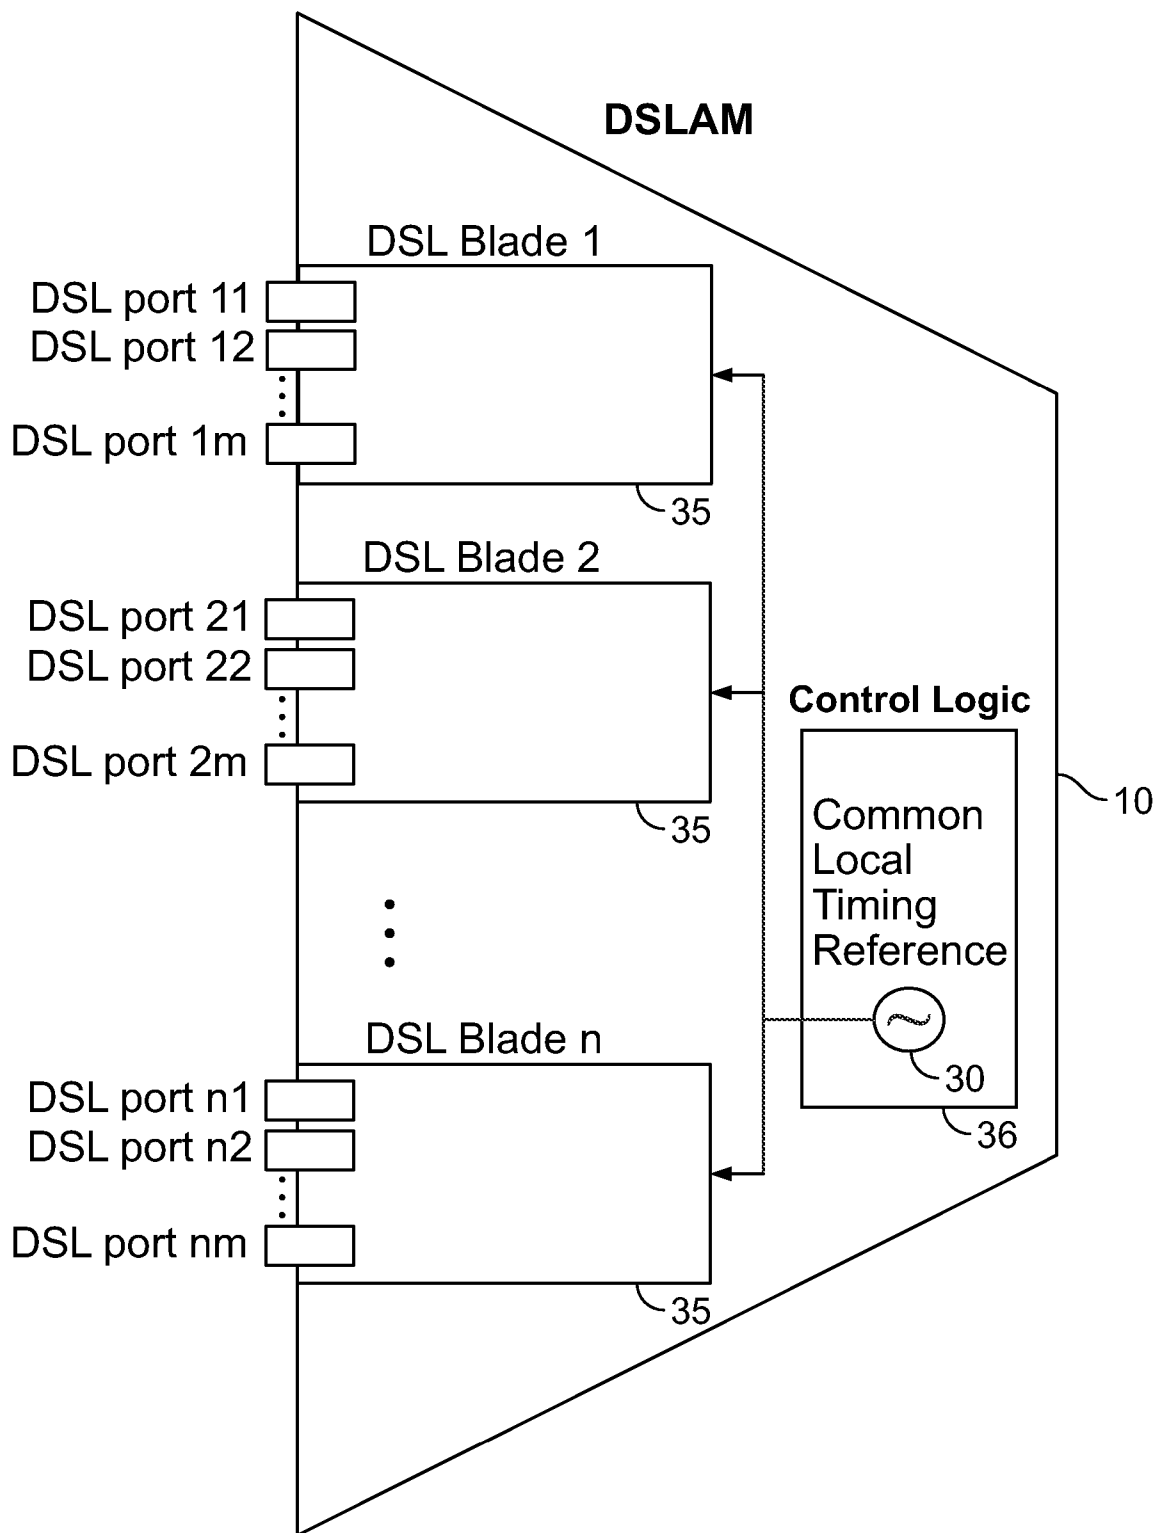 DSLAM
DSL Blade 1
DSL port 11
DSL port 12
DSL port 1m
35
DSL Blade 2
DSL port 21
DSL port 22
DSL port 2m
35
Control Logic
Common
Local
Timing
Reference
30
36
10
DSL Blade n
DSL port n1
DSL port n2
DSL port nm
35